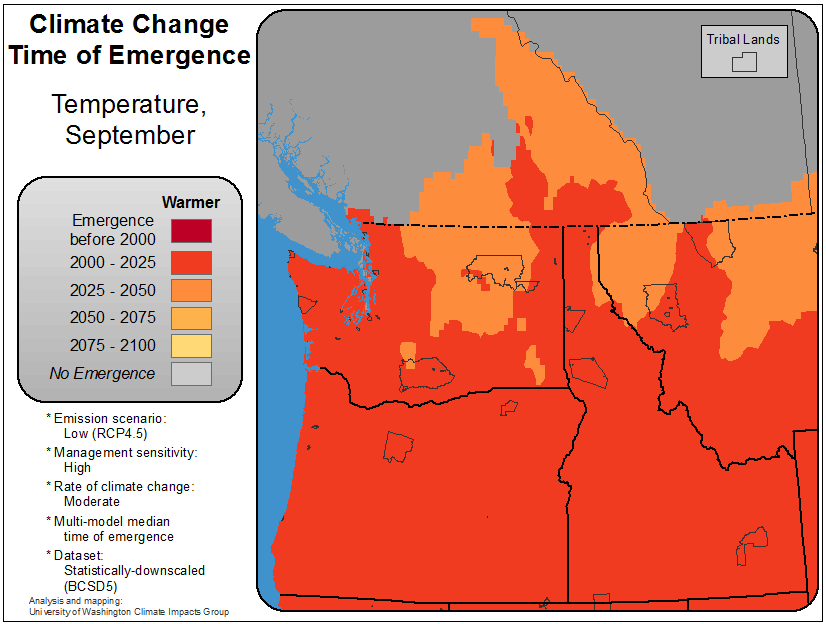 Climate Change
Time of Emergence
Temperature,
September
Warmer
Emergence
before 2000
2000 - 2025
2025 - 2050
2050 - 2075
2075 - 2100
No Emergence
* Emission scenario:
Low (RCP4.5)
* Management sensitivity:
High
* Rate of climate change:
Moderate
* Multi-model median
time of emergence
* Dataset:
Statistically-downscaled
(BCSD5)
Analysis and mapping:
University of Washington Climate Impacts Group
Tribal Lands